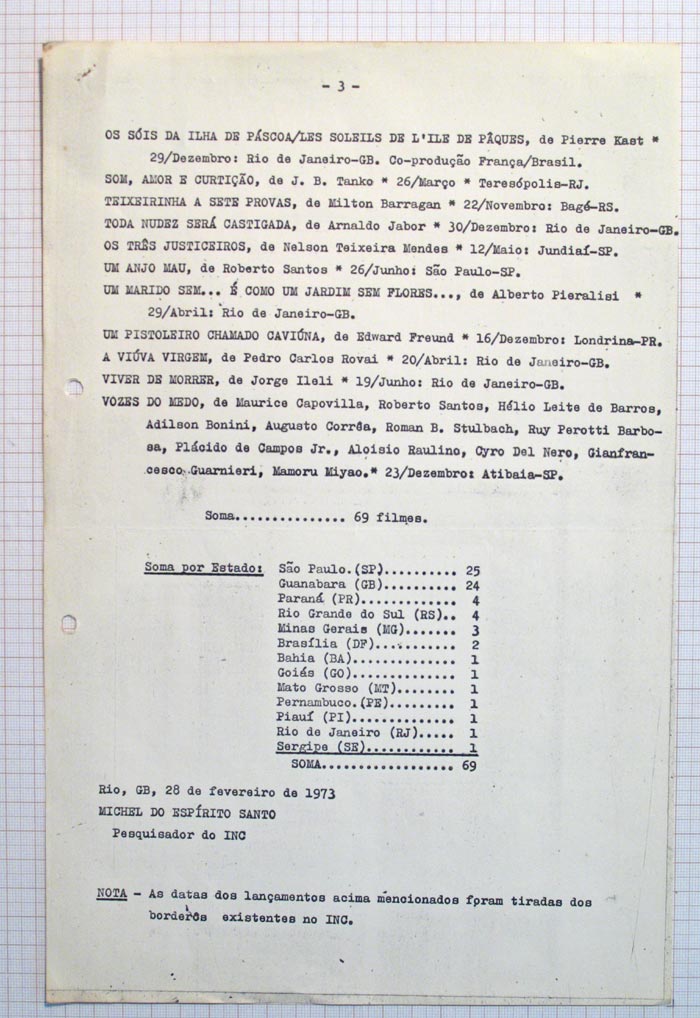 - 3 -
OS SÓIS DA ILHA DE PÁSCOA/LES SOLEILS DE L'ILE DE PÂQUES, de Pierre Kast *
29/Dezembro: Rio de Janeiro-GB. Co-produção França/Brasil.
SOM, AMOR E CURTIÇÃO, de J. B. Tanko * 26/Março * Teresópolis-RJ.
TEIXEIRINHA A SETE PROVAS, de Milton Barragan * 22/Novembro: Bagé-RS.
TODA NUDEZ SERÁ CASTIGADA, de Arnaldo Jabor * 30/Dezembro: Rio de Janeiro-GB.
OS TRÊS JUSTICEIROS, de Nelson Teixeira Mendes * 12/Maio: Jundiaí-SP.
UM ANJO MAU, de Roberto Santos * 26/Junho: São Paulo-SP.
UM MARIDO SEM... É COMO UM JARDIM SEM FLORES..., de Alberto Pieralisi *
29/Abril: Rio de Janeiro-GB.
UM PISTOLEIRO CHAMADO CAVIÚNA, de Edward Freund * 16/Dezembro: Londrina-PR.
A VIÚVA VIRGEM, de Pedro Carlos Rovai * 20/Abril: Rio de Janeiro-GB.
VIVER DE MORRER, de Jorge Ileli * 19/Junho: Rio de Janeiro-GB.
VOZES DO MEDO, de Maurice Capovilla, Roberto Santos, Hélio Leite de Barros,
Adilson Bonini, Augusto Corrêa, Roman B. Stulbach, Ruy Perotti Barbo-
sa, Plácido de Campos Jr., Aloisio Raulino, Cyro Del Nero, Gianfran-
cesco Guarnieri, Mamoru Miyao.* 23/Dezembro: Atibaia-SP.
Soma............... 69 filmes.
Soma por Estado: São Paulo.(SP).......... 25
Guanabara (GB).......... 24
Paraná (PR)............. 4
Rio Grande do Sul (RS).. 4
Minas Gerais (MG)....... 3
Brasília (DF)........... 2
Bahia (BA).............. 1
Goiás (GO).............. 1
Mato Grosso (MT)........ 1
Pernambuco.(PE)......... 1
Piauí (PI).............. 1
Rio de Janeiro (RJ)..... 1
Sergipe (SE)............ 1
SOMA................... 69
Rio, GB, 28 de fevereiro de 1973
MICHEL DO ESPÍRITO SANTO
Pesquisador do INC
NOTA - As datas dos lançamentos acima mencionados foram tiradas dos
borderôs existentes no INC.